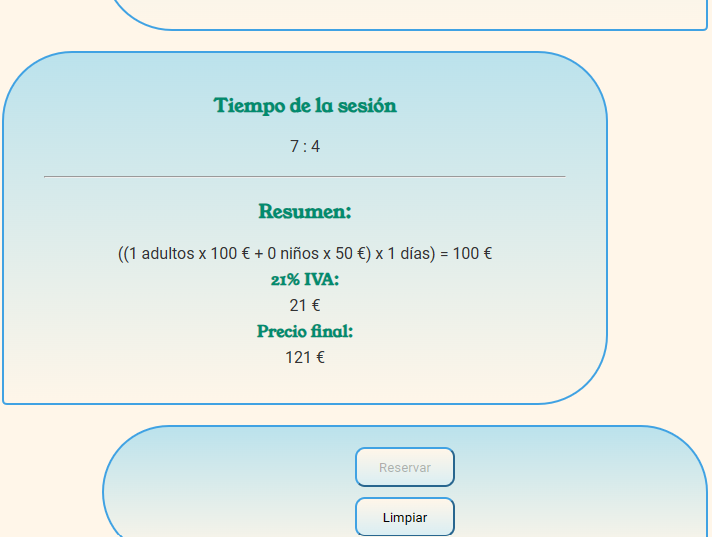 Tiempo de la sesión
7 : 4
Resumen:
((1 adultos x 100 € + 0 niños x 50 €) x 1 días) = 100 €
21% IVA:
21 €
Precio final:
121 €
Reservar
Limpiar